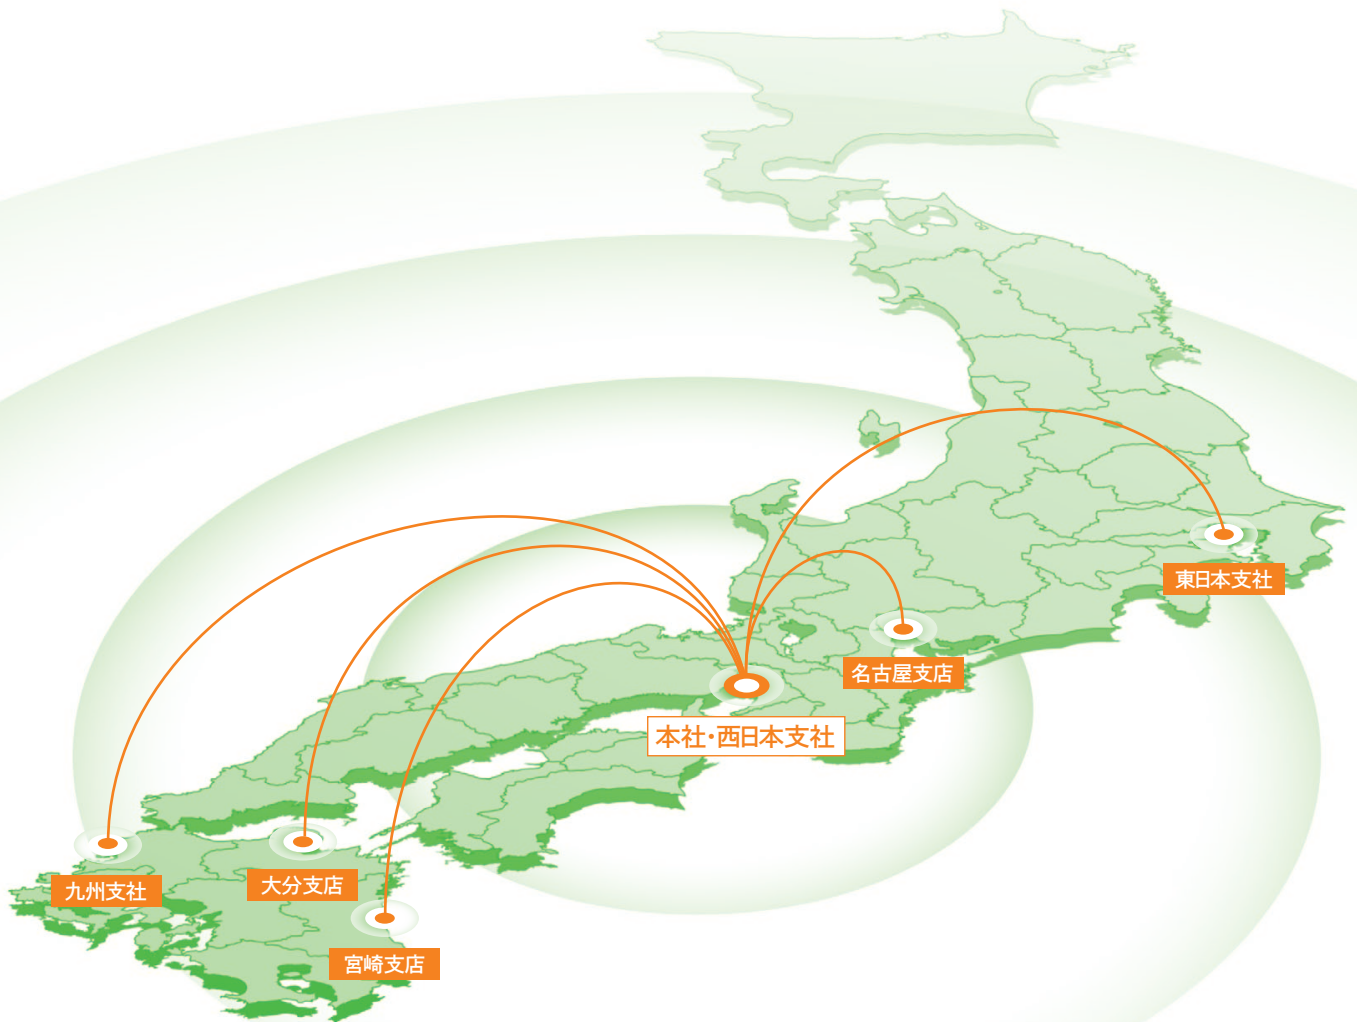 東日本支社
名古屋支店
本社・西日本支社
九州支社
大分支店
宮崎支店